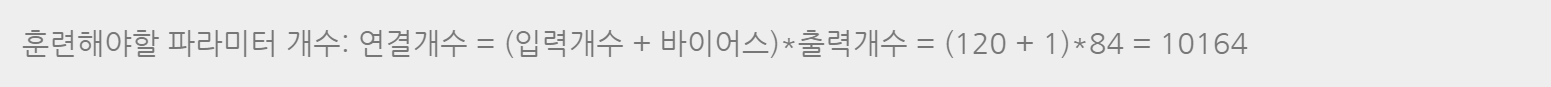 훈련해야할 파라미터 개수: 연결개수 = (입력개수 + 바이어스)*출력개수 = (120 + 1)*84 = 10164